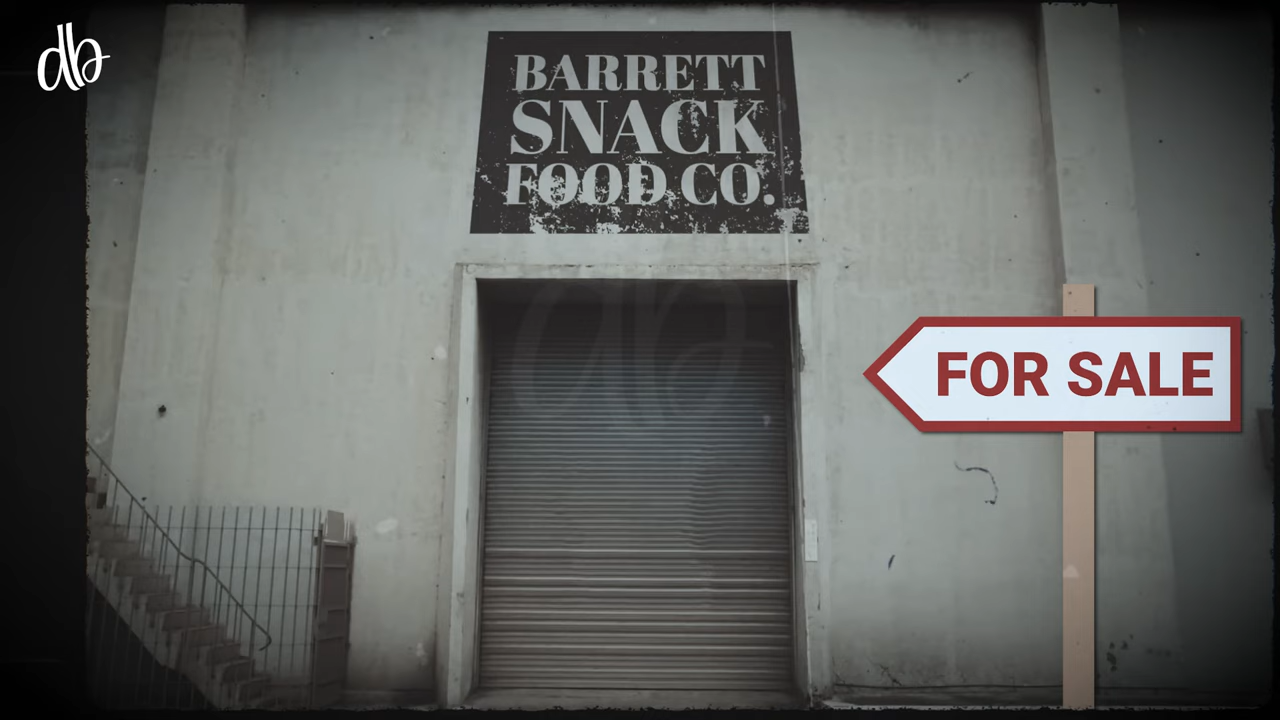 db
BARRETT
SNACK
FOOD CO.
FOR SALE